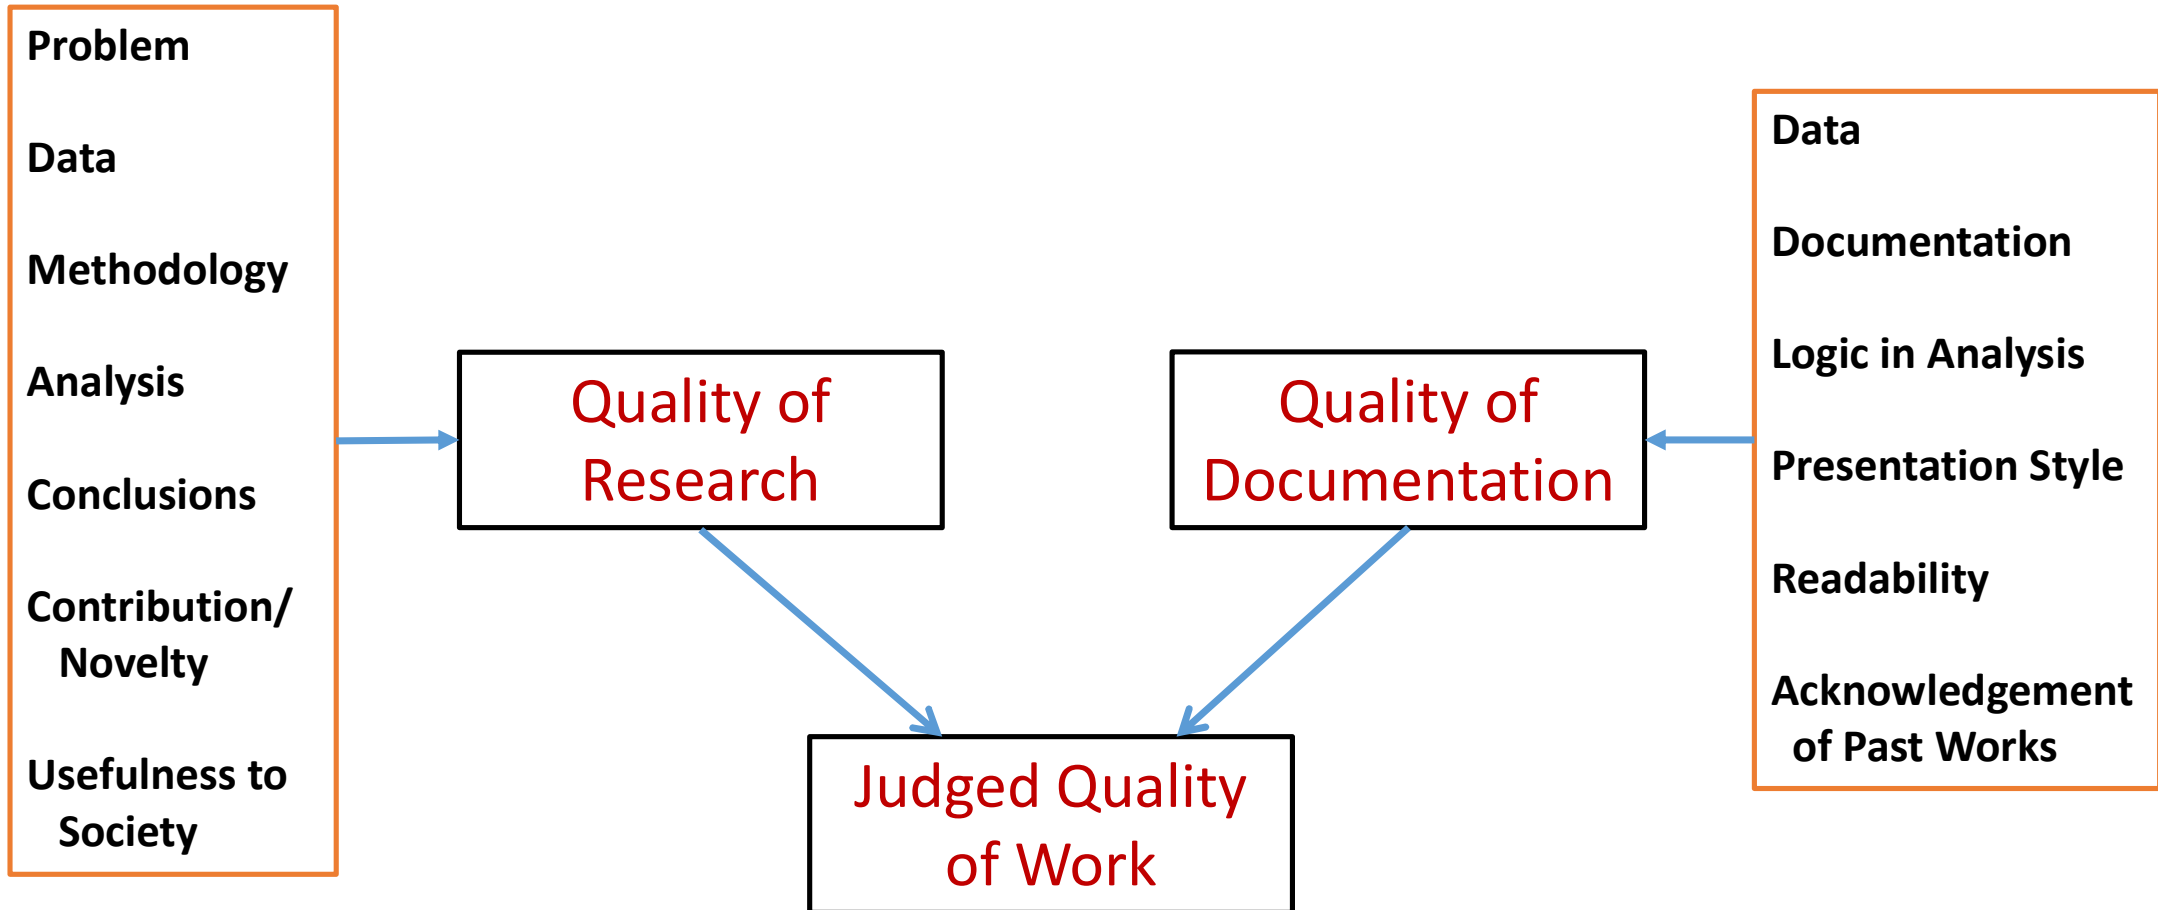 Problem
Data
Methodology
Analysis
Conclusions
Contribution/
Novelty
Usefulness to
Society
Quality of
Research
Quality of
Documentation
Data
Documentation
Logic in Analysis
Presentation Style
Readability
Acknowledgement
of Past Works
Judged Quality
of Work